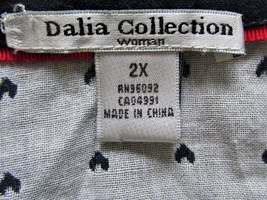 Dalia Collection
Woman
2X
RN96092
CA04991
MADE IN CHINA